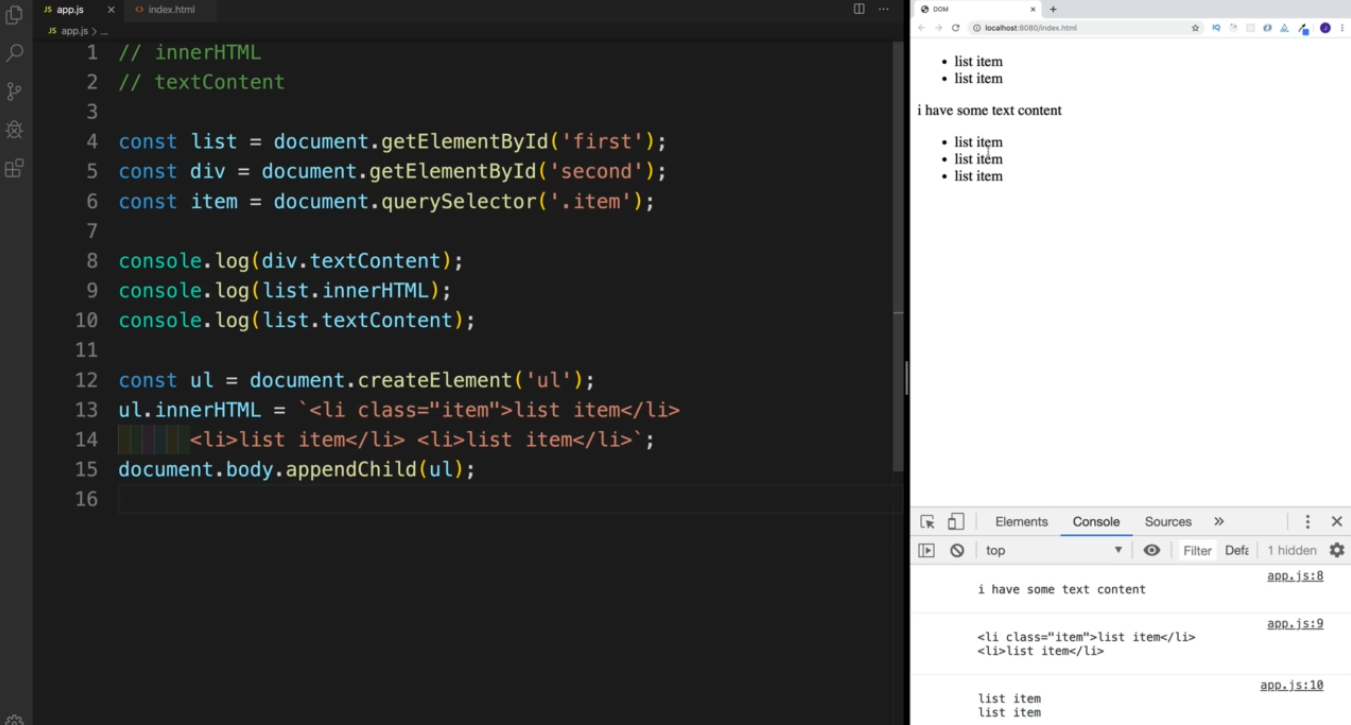 JS app.js × <> index.html
JS app.js > ...
1 // innerHTML
2 // textContent
3
4 const list = document.getElementById('first');
5 const div = document.getElementById('second');
6 const item = document.querySelector('.item');
7
8 console.log(div.textContent);
9 console.log(list.innerHTML);
10 console.log(list.textContent);
11
12 const ul = document.createElement('ul');
13 ul.innerHTML = `<li class="item">list item</li>
14 <li>list item</li> <li>list item</li>`;
15 document.body.appendChild(ul);
16
DOM
localhost:8080/index.html
IQ
J
• list item
• list item
i have some text content
• list item
• list item
• list item
Elements Console Sources »
top Filter Defa 1 hidden
app.js:8
i have some text content
app.js:9
<li class="item">list item</li>
<li>list item</li>
app.js:10
list item
list item